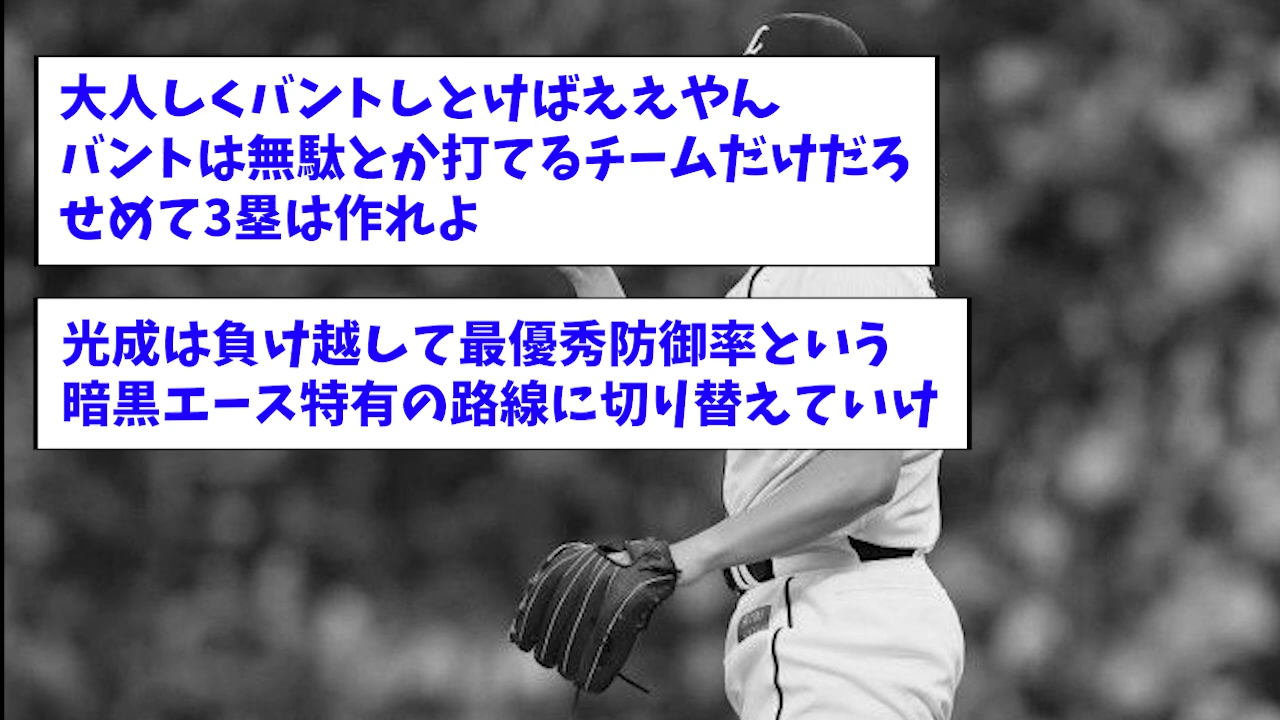 大人しくバントしとけばええやん
バントは無駄とか打てるチームだけだろ
せめて3塁は作れよ
光成は負け越して最優秀防御率という
暗黒エース特有の路線に切り替えていけ